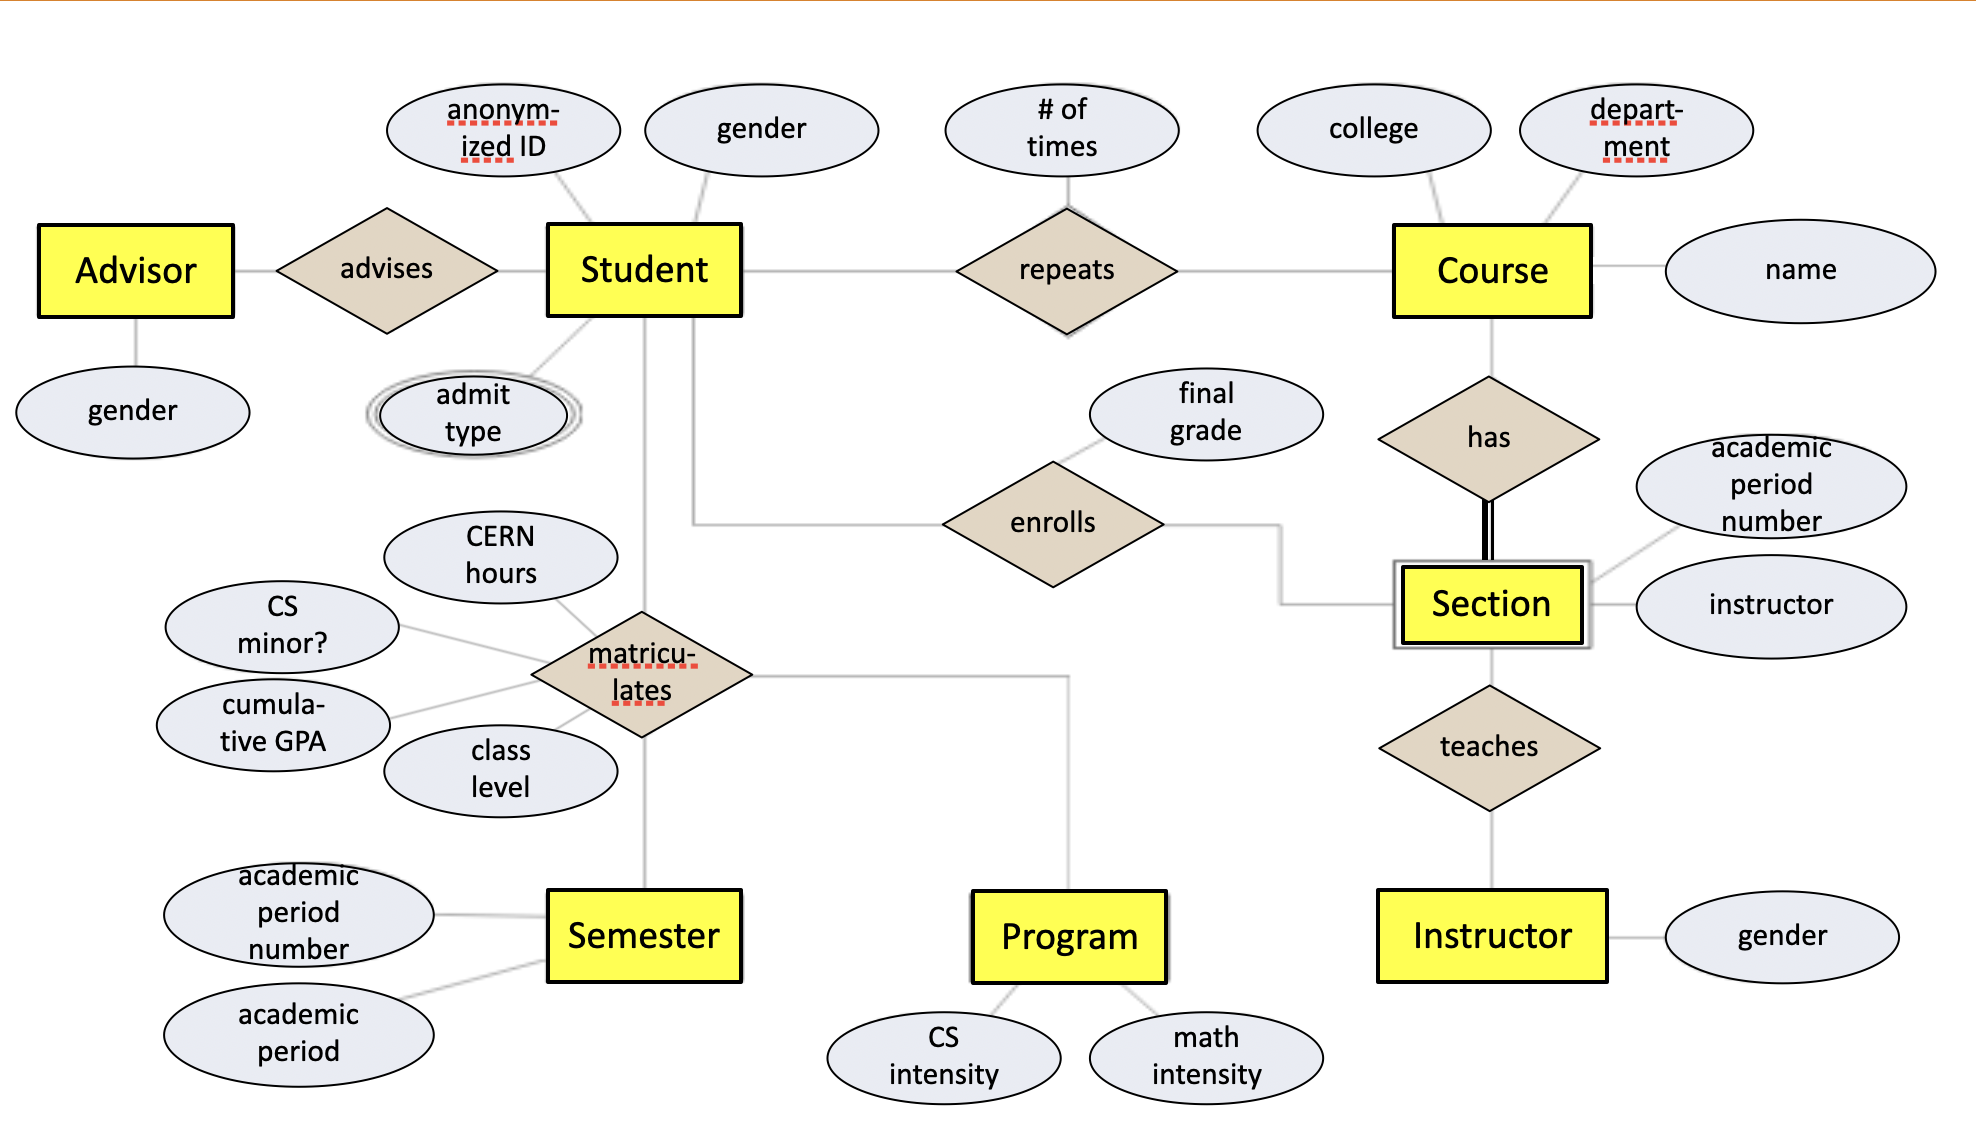 anonym-
ized ID
gender
# of
times
college
depart-
ment
Advisor
advises
Student
repeats
Course
name
gender
admit
type
final
grade
has
academic
period
number
enrolls
CERN
hours
CS
minor?
Section
instructor
matricu-
lates
cumula-
tive GPA
class
level
teaches
academic
period
number
Semester
Program
Instructor
gender
academic
period
CS
intensity
math
intensity